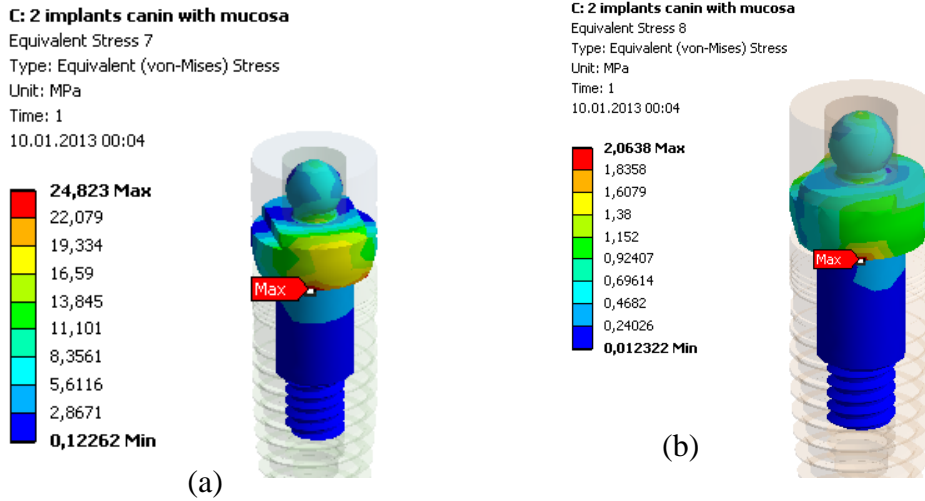 C: 2 implants canin with mucosa
Equivalent Stress 7
Type: Equivalent (von-Mises) Stress
Unit: MPa
Time: 1
10.01.2013 00:04
24,823 Max
22,079
19,334
16,59
13,845
11,101
8,3561
5,6116
2,8671
0,12262 Min
Max
(a)
C: 2 implants canin with mucosa
Equivalent Stress 8
Type: Equivalent (von-Mises) Stress
Unit: MPa
Time: 1
10.01.2013 00:04
2,0638 Max
1,8358
1,6079
1,38
1,152
0,92407
0,69614
0,4682
0,24026
0,012322 Min
Max
(b)